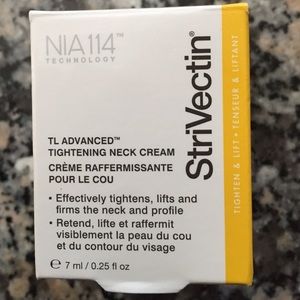 NIA114™
TECHNOLOGY
TL ADVANCED™
TIGHTENING NECK CREAM
CRÈME RAFFERMISSANTE
POUR LE COU
• Effectively tightens, lifts and
firms the neck and profile
• Retend, lifte et raffermit
visiblement la peau du cou
et du contour du visage
e 7 ml / 0.25 fl oz
StriVectin®
TIGHTEN & LIFT • TENSEUR & LIFTANT